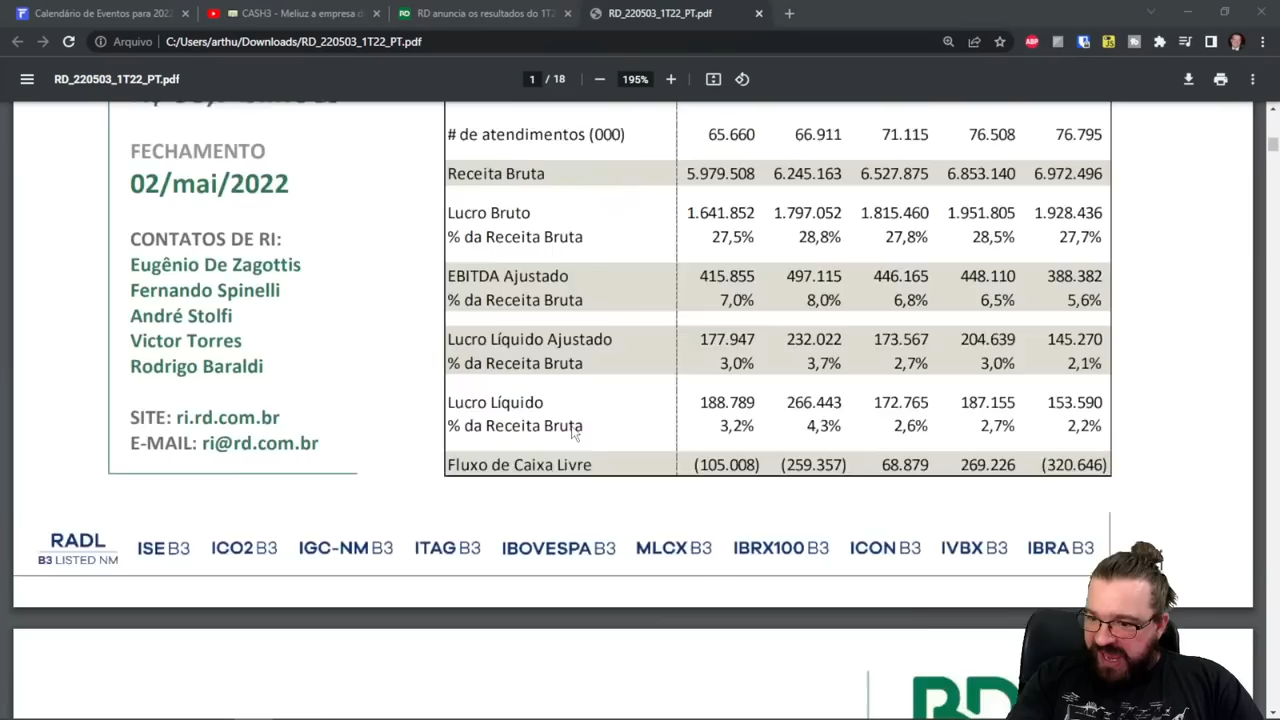 Calendário de Eventos para 2022
CASH3 - Meliuz a empresa d
RD anuncia os resultados do 1T2
RD_220503_1T22_PT.pdf
Arquivo
C:/Users/arthu/Downloads/RD_220503_1T22_PT.pdf
RD_220503_1T22_PT.pdf
1 / 18
195%
FECHAMENTO
02/mai/2022
CONTATOS DE RI:
Eugênio De Zagottis
Fernando Spinelli
André Stolfi
Victor Torres
Rodrigo Baraldi
SITE: ri.rd.com.br
E-MAIL: ri@rd.com.br
# de atendimentos (000) 65.660 66.911 71.115 76.508 76.795
Receita Bruta 5.979.508 6.245.163 6.527.875 6.853.140 6.972.496
Lucro Bruto 1.641.852 1.797.052 1.815.460 1.951.805 1.928.436
% da Receita Bruta 27,5% 28,8% 27,8% 28,5% 27,7%
EBITDA Ajustado 415.855 497.115 446.165 448.110 388.382
% da Receita Bruta 7,0% 8,0% 6,8% 6,5% 5,6%
Lucro Líquido Ajustado 177.947 232.022 173.567 204.639 145.270
% da Receita Bruta 3,0% 3,7% 2,7% 3,0% 2,1%
Lucro Líquido 188.789 266.443 172.765 187.155 153.590
% da Receita Bruta 3,2% 4,3% 2,6% 2,7% 2,2%
Fluxo de Caixa Livre (105.008) (259.357) 68.879 269.226 (320.646)
RADL
B3 LISTED NM
ISE B3
ICO2 B3
IGC-NM B3
ITAG B3
IBOVESPA B3
MLCX B3
IBRX100 B3
ICON B3
IVBX B3
IBRA B3
RD